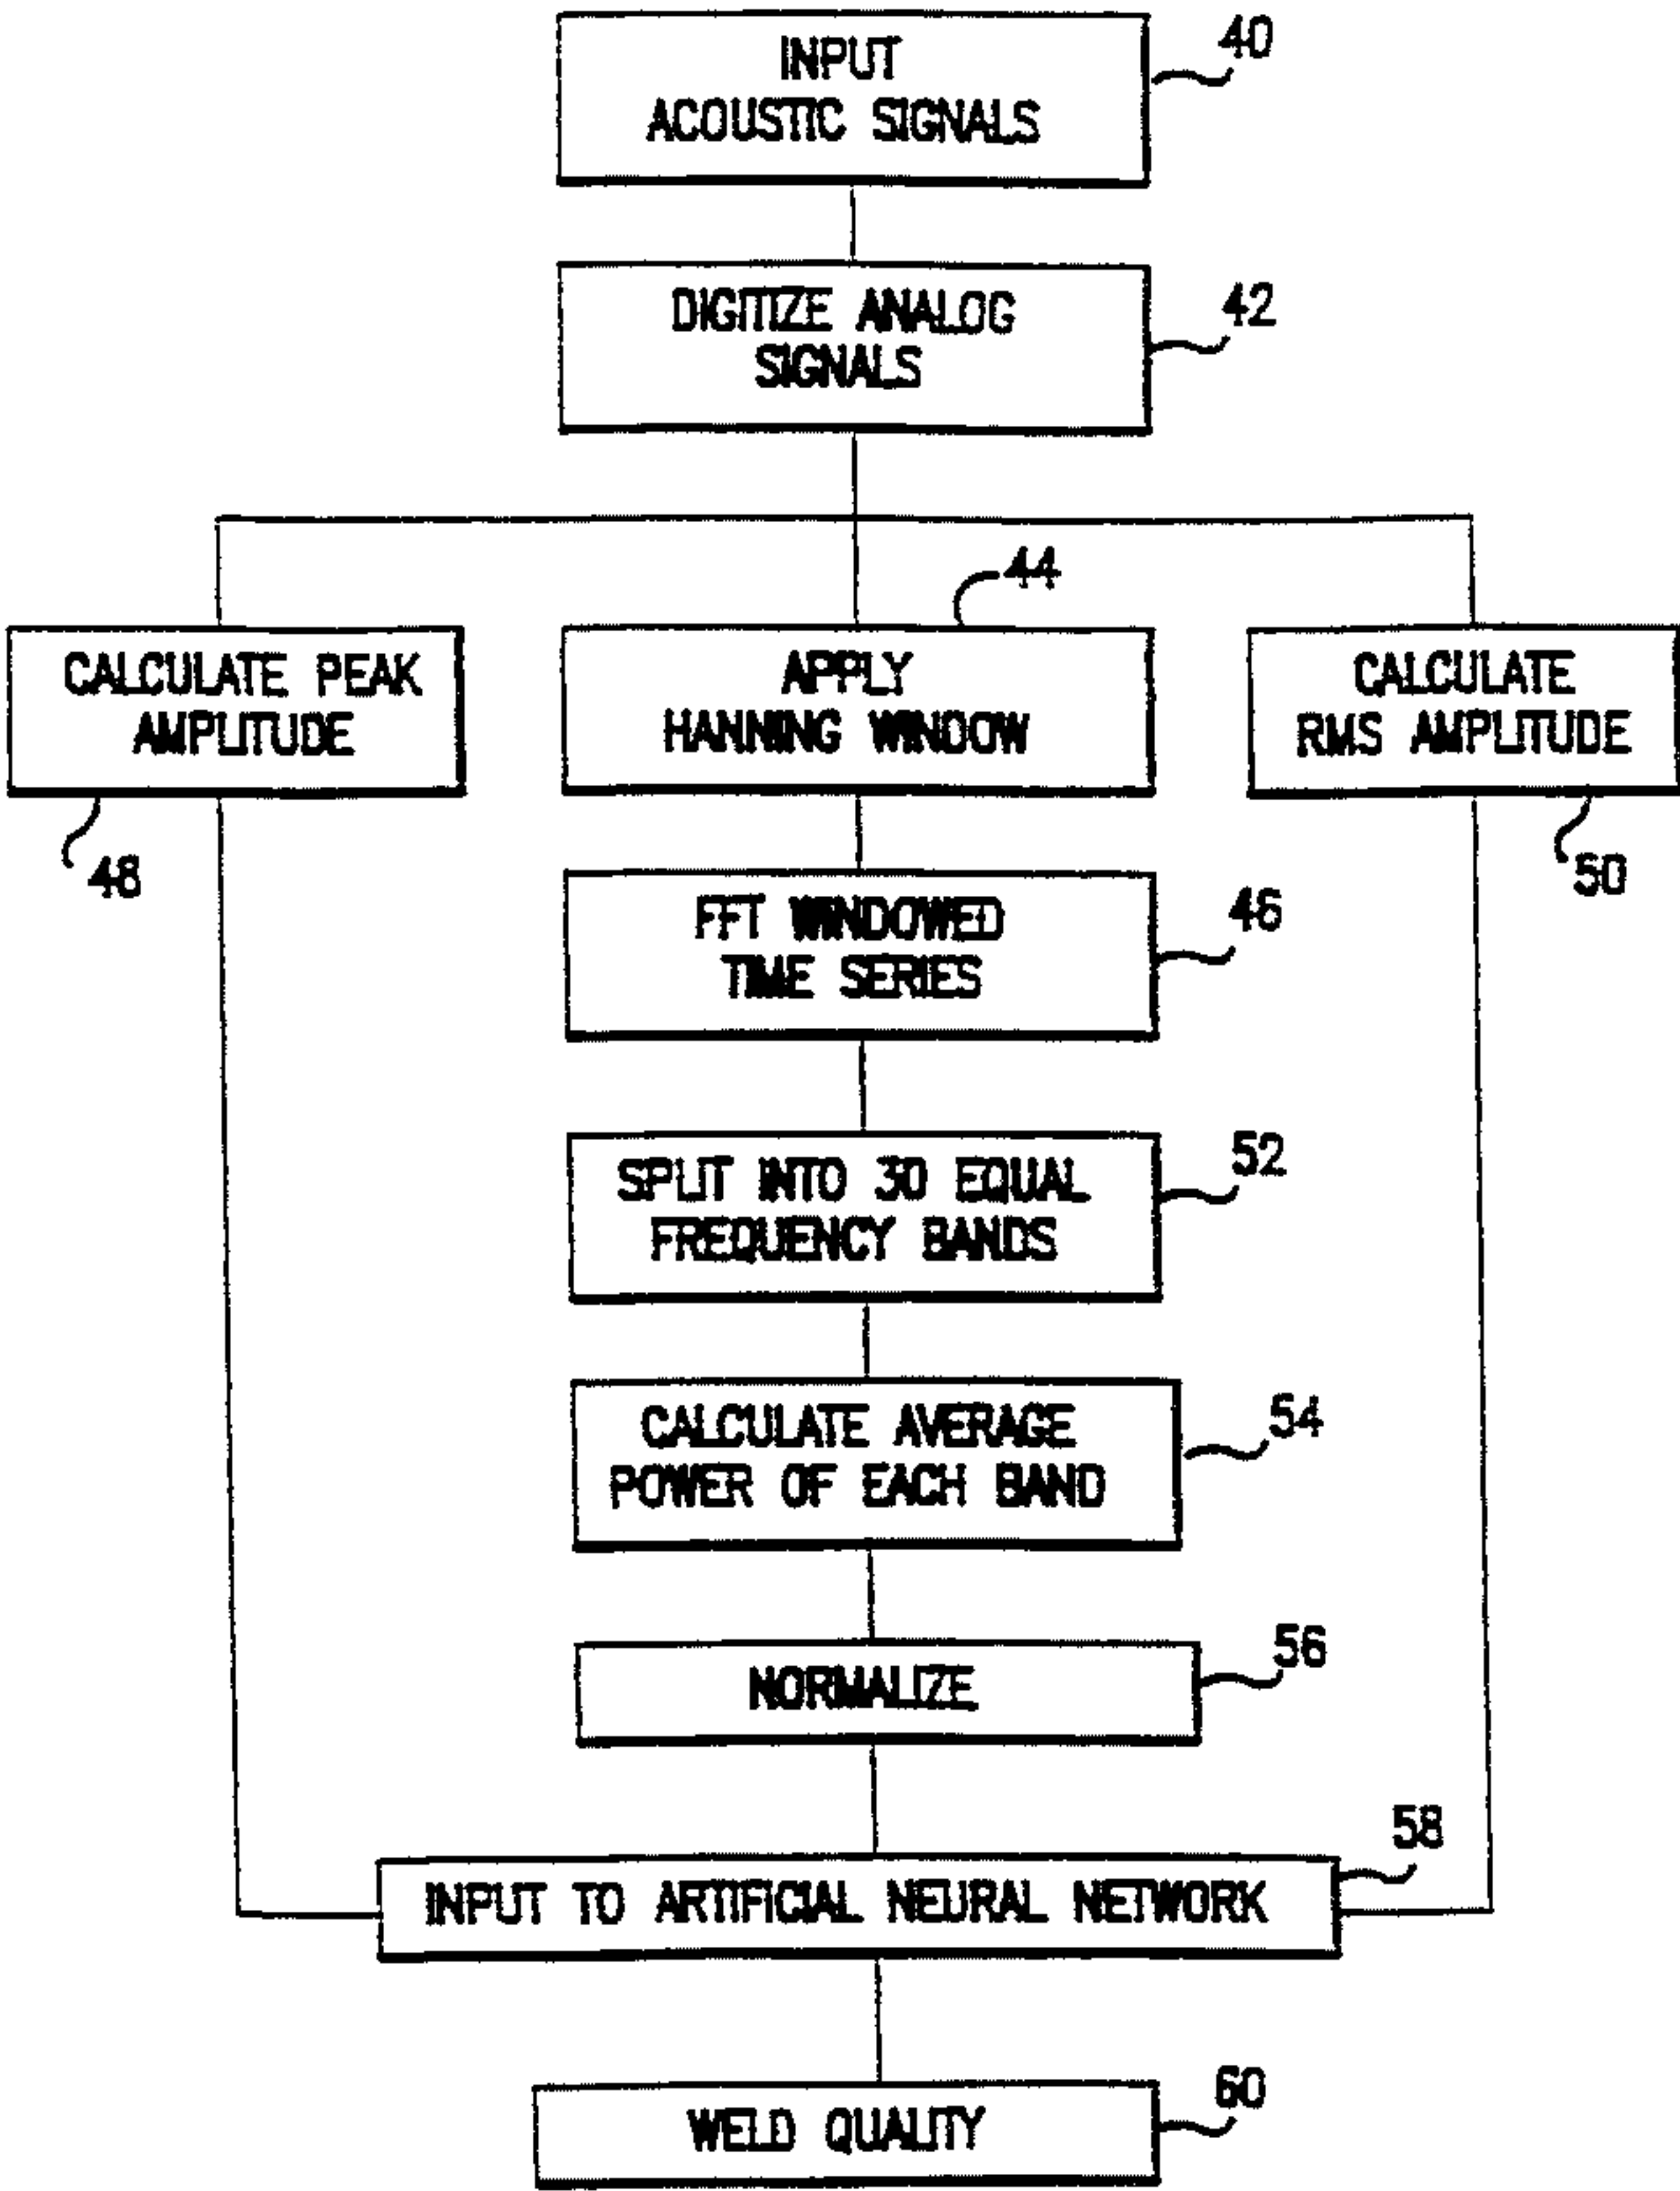 INPUT
ACOUSTIC SIGNALS
40
DIGITIZE ANALOG
SIGNALS
42
44
CALCULATE PEAK
AMPLITUDE
48
APPLY
HANNING WINDOW
CALCULATE
RMS AMPLITUDE
50
FFT WINDOWED
TIME SERIES
46
SPLIT INTO 30 EQUAL
FREQUENCY BANDS
52
CALCULATE AVERAGE
POWER OF EACH BAND
54
NORMALIZE
56
INPUT TO ARTIFICIAL NEURAL NETWORK
58
WELD QUALITY
60